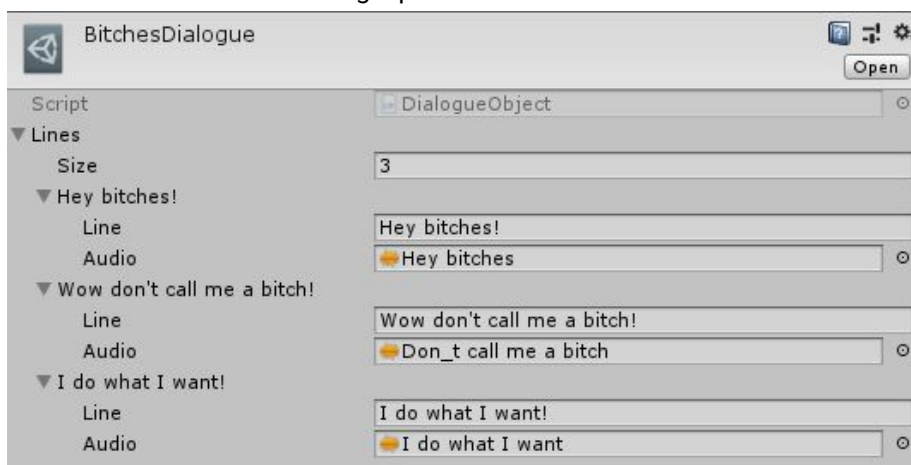 BitchesDialogue
Open
Script DialogueObject
Lines
Size 3
Hey bitches!
Line Hey bitches!
Audio Hey bitches
Wow don't call me a bitch!
Line Wow don't call me a bitch!
Audio Don_t call me a bitch
I do what I want!
Line I do what I want!
Audio I do what I want